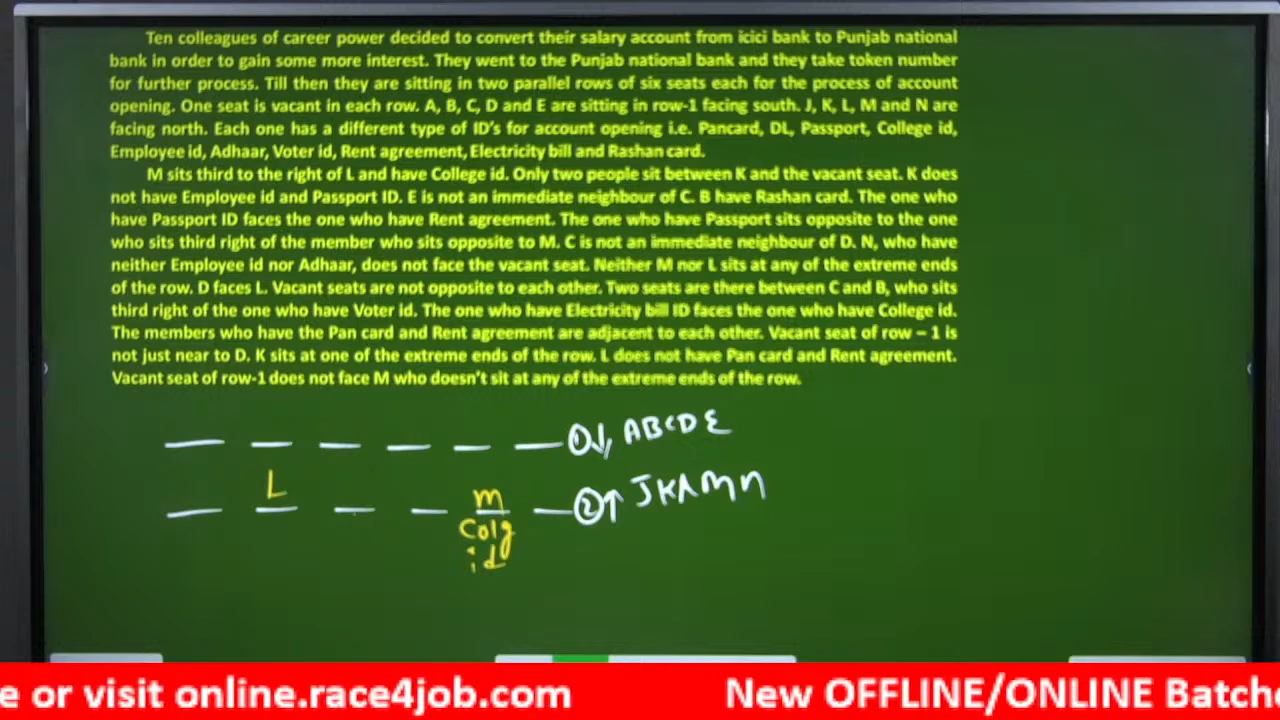 Ten colleagues of career power decided to convert their salary account from icici bank to Punjab national
bank in order to gain some more interest. They went to the Punjab national bank and they take token number
for further process. Till then they are sitting in two parallel rows of six seats each for the process of account
opening. One seat is vacant in each row. A, B, C, D and E are sitting in row-1 facing south. J, K, L, M and N are
facing north. Each one has a different type of ID's for account opening i.e. Pancard, DL, Passport, College id,
Employee id, Adhaar, Voter id, Rent agreement, Electricity bill and Rashan card.
M sits third to the right of L and have College id. Only two people sit between K and the vacant seat. K does
not have Employee id and Passport ID. E is not an immediate neighbour of C. B have Rashan card. The one who
have Passport ID faces the one who have Rent agreement. The one who have Passport sits opposite to the one
who sits third right of the member who sits opposite to M. C is not an immediate neighbour of D. N, who have
neither Employee id nor Adhaar, does not face the vacant seat. Neither M nor L sits at any of the extreme ends
of the row. D faces L. Vacant seats are not opposite to each other. Two seats are there between C and B, who sits
third right of the one who have Voter id. The one who have Electricity bill ID faces the one who have College id.
The members who have the Pan card and Rent agreement are adjacent to each other. Vacant seat of row – 1 is
not just near to D. K sits at one of the extreme ends of the row. L does not have Pan card and Rent agreement.
Vacant seat of row-1 does not face M who doesn't sit at any of the extreme ends of the row.
① ↓ A B C D E
L M ② ↑ J K L M N
Colg
id
e or visit online.race4job.com New OFFLINE/ONLINE Batche